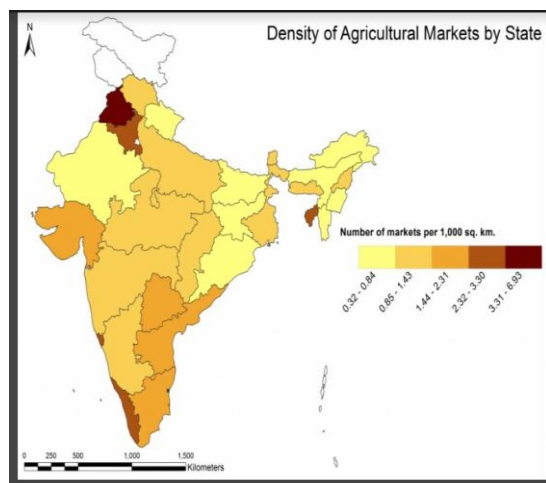 N
Density of Agricultural Markets by State
Number of markets per 1,000 sq. km.
0.32 - 0.84
0.85 - 1.43
1.44 - 2.31
2.32 - 3.30
3.31 - 6.93
0 250 500 1,000 1,500
Kilometers